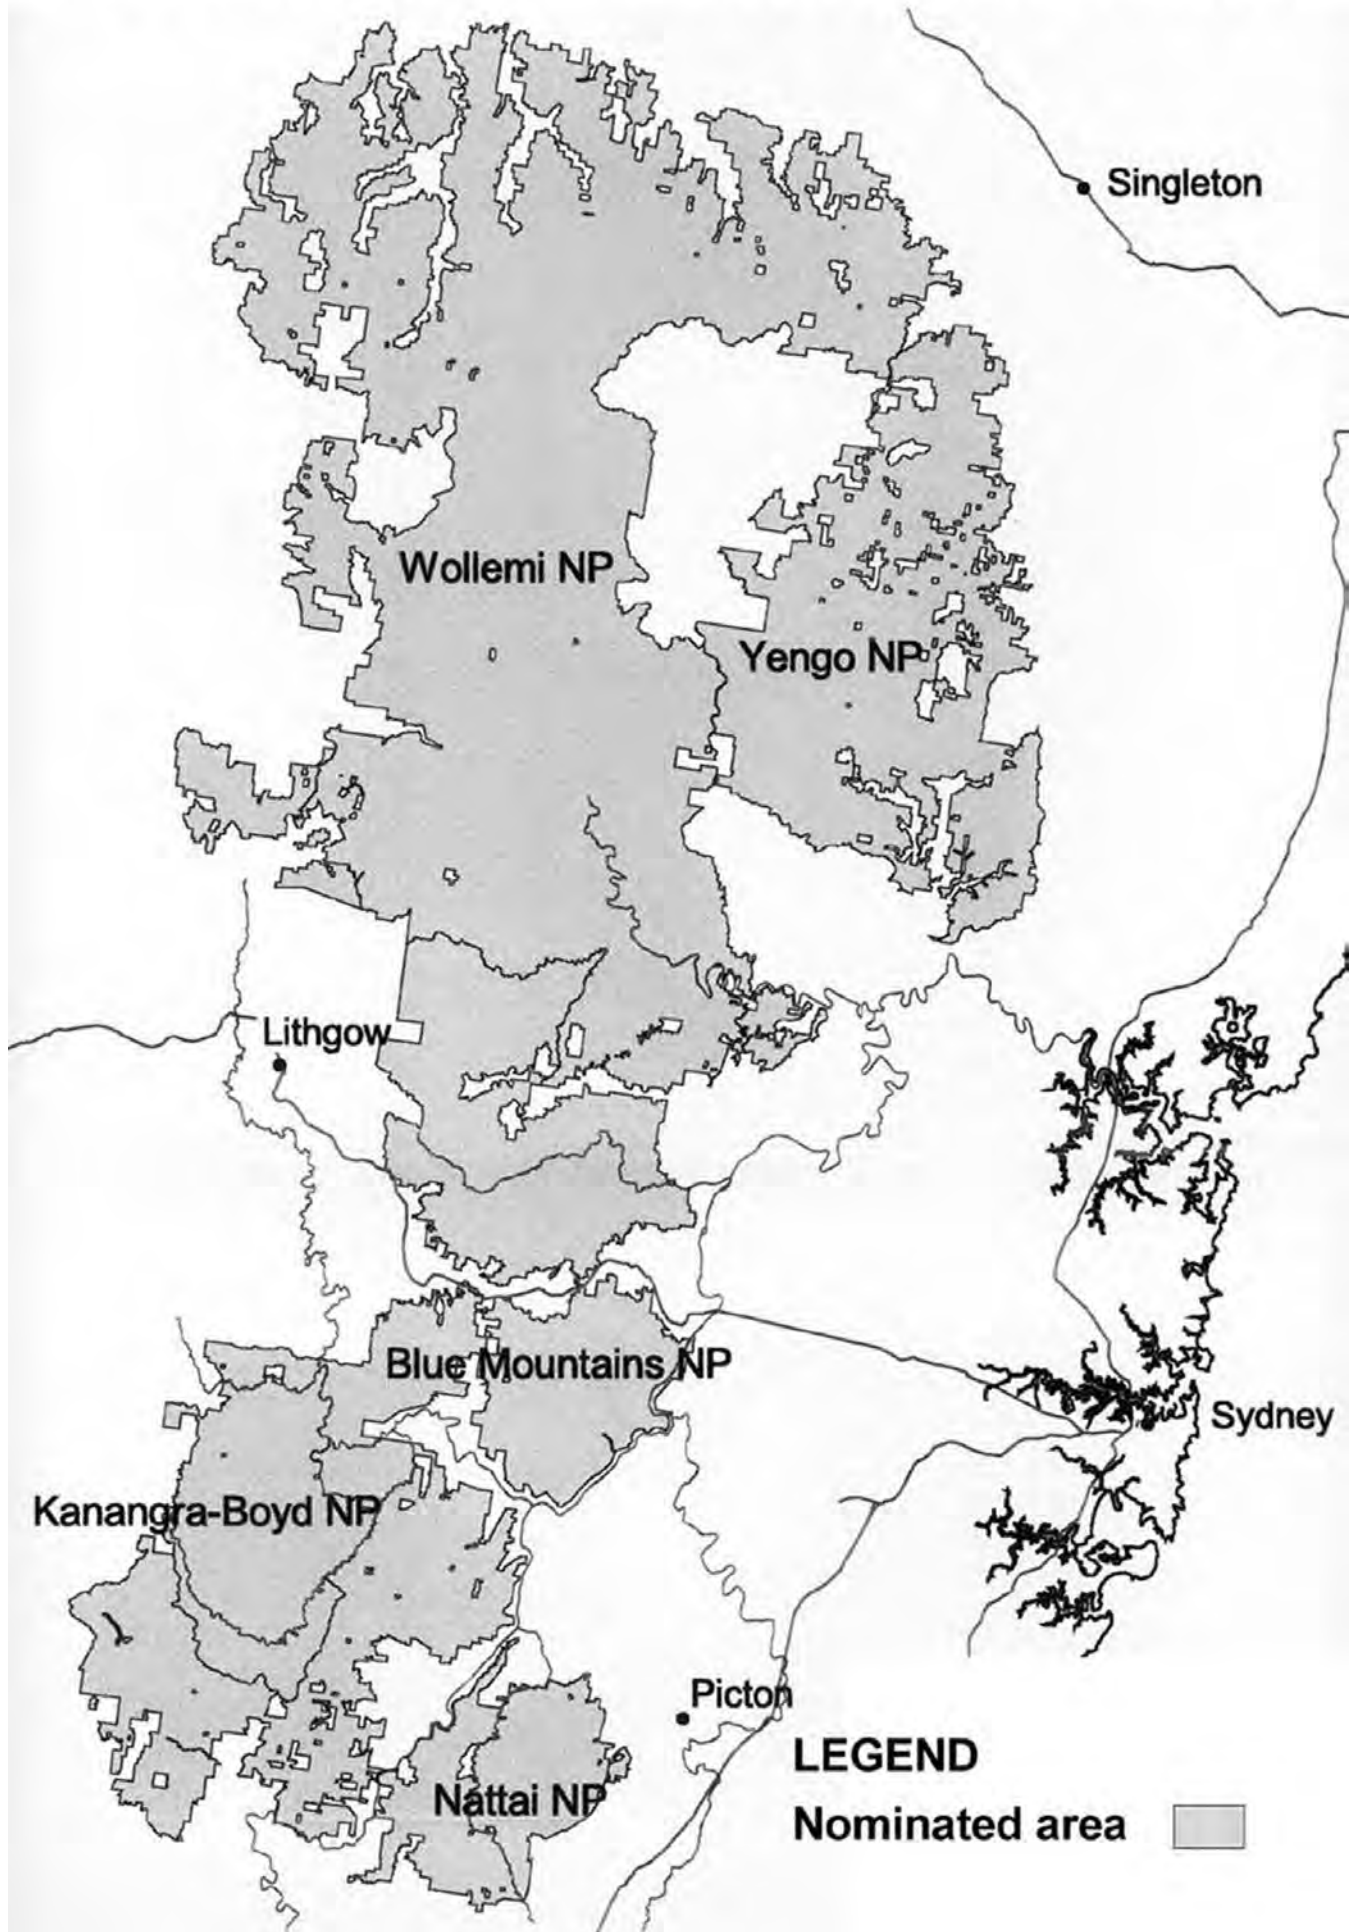 Singleton
Wollemi NP
Yengo NP
Lithgow
Blue Mountains NP
Sydney
Kanangra-Boyd NP
Picton
Nattai NP
LEGEND
Nominated area